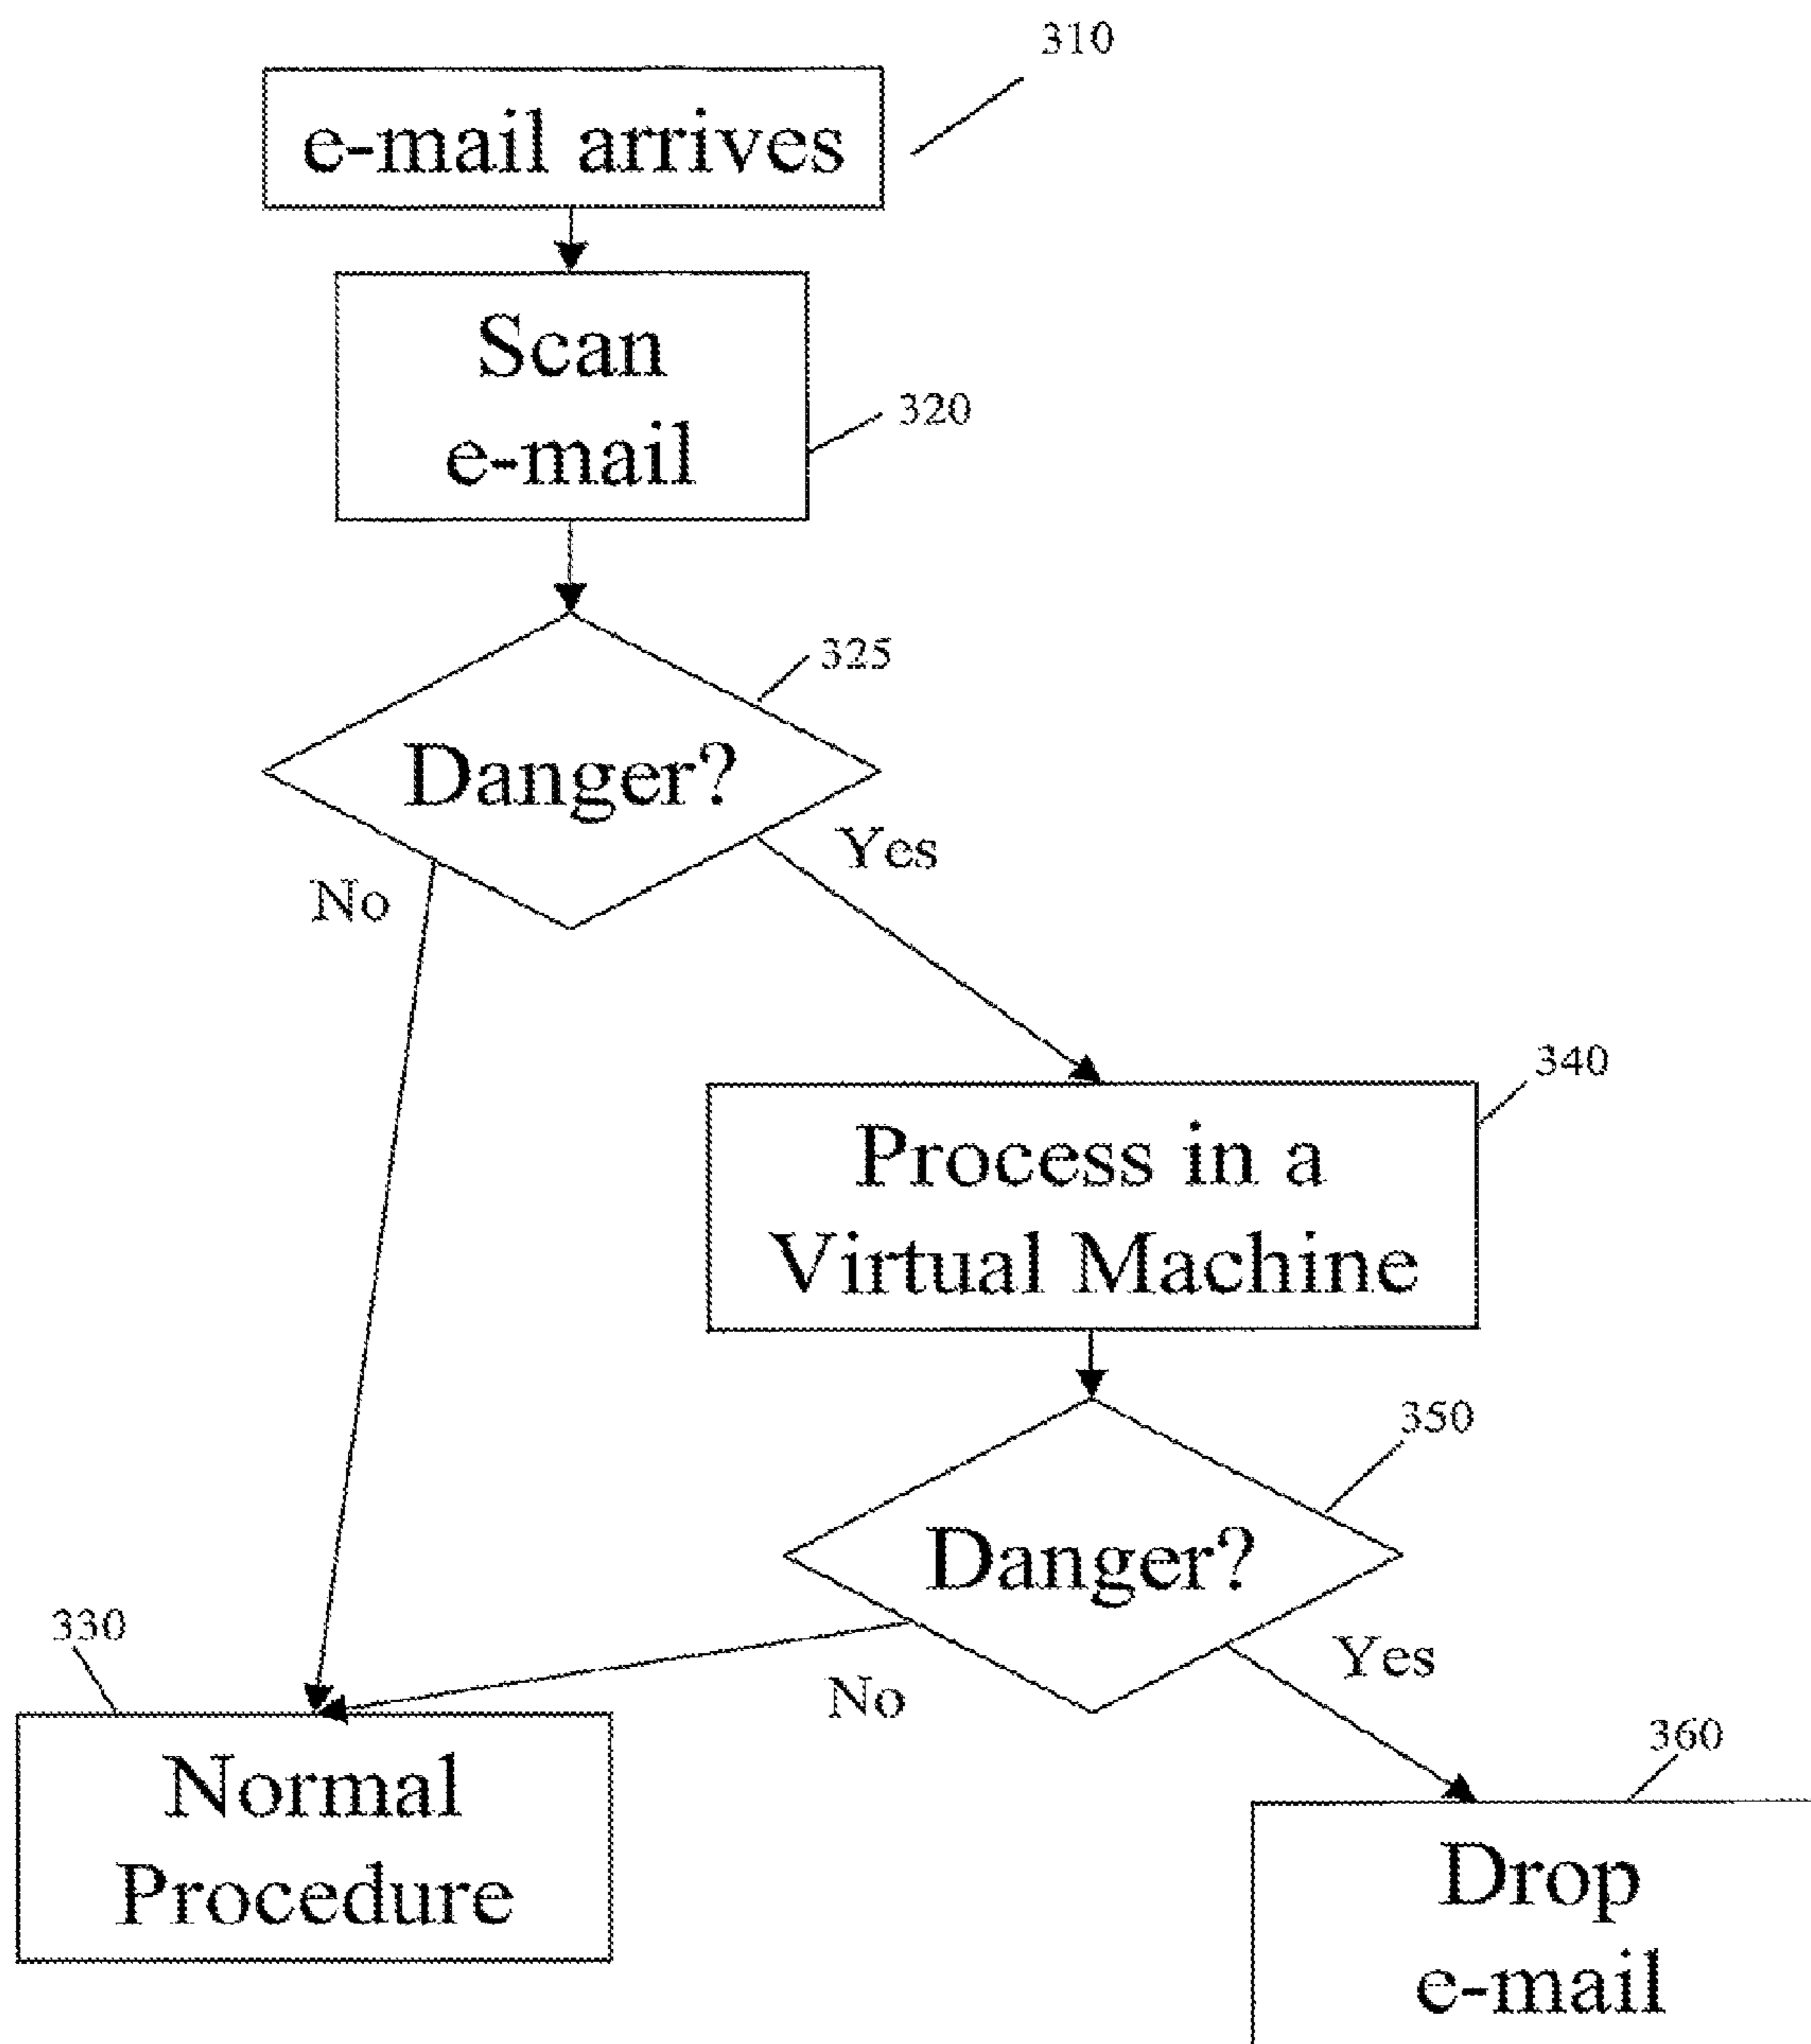 310
e-mail arrives
Scan
e-mail
320
325
Danger?
Yes
No
340
Process in a
Virtual Machine
350
Danger?
330
Yes
No
360
Normal
Procedure
Drop
e-mail